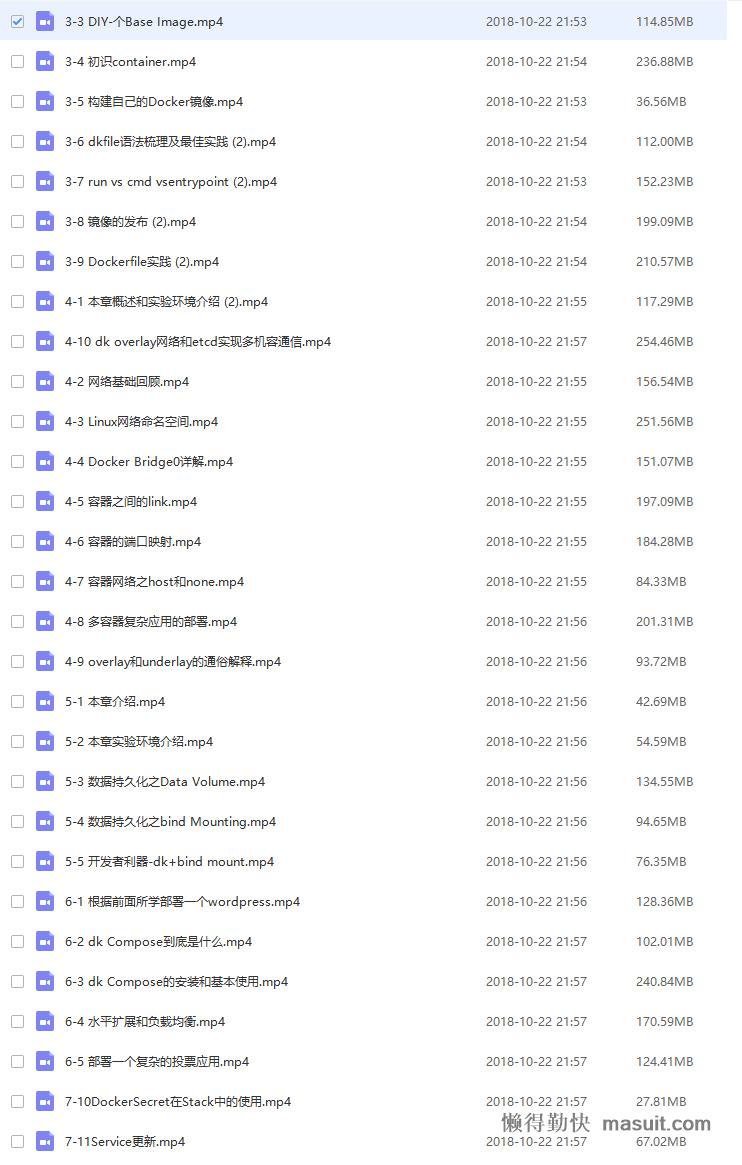 3-3 DIY-个Base Image.mp4 2018-10-22 21:53 114.85MB
3-4 初识container.mp4 2018-10-22 21:54 236.88MB
3-5 构建自己的Docker镜像.mp4 2018-10-22 21:53 36.56MB
3-6 dkfile语法梳理及最佳实践 (2).mp4 2018-10-22 21:54 112.00MB
3-7 run vs cmd vsentrypoint (2).mp4 2018-10-22 21:53 152.23MB
3-8 镜像的发布 (2).mp4 2018-10-22 21:54 199.09MB
3-9 Dockerfile实践 (2).mp4 2018-10-22 21:54 210.57MB
4-1 本章概述和实验环境介绍 (2).mp4 2018-10-22 21:55 117.29MB
4-10 dk overlay网络和etcd实现多机容通信.mp4 2018-10-22 21:57 254.46MB
4-2 网络基础回顾.mp4 2018-10-22 21:55 156.54MB
4-3 Linux网络命名空间.mp4 2018-10-22 21:55 251.56MB
4-4 Docker Bridge0详解.mp4 2018-10-22 21:55 151.07MB
4-5 容器之间的link.mp4 2018-10-22 21:55 197.09MB
4-6 容器的端口映射.mp4 2018-10-22 21:55 184.28MB
4-7 容器网络之host和none.mp4 2018-10-22 21:55 84.33MB
4-8 多容器复杂应用的部署.mp4 2018-10-22 21:56 201.31MB
4-9 overlay和underlay的通俗解释.mp4 2018-10-22 21:56 93.72MB
5-1 本章介绍.mp4 2018-10-22 21:56 42.69MB
5-2 本章实验环境介绍.mp4 2018-10-22 21:56 54.59MB
5-3 数据持久化之Data Volume.mp4 2018-10-22 21:56 134.55MB
5-4 数据持久化之bind Mounting.mp4 2018-10-22 21:56 94.65MB
5-5 开发者利器-dk+bind mount.mp4 2018-10-22 21:56 76.35MB
6-1 根据前面所学部署一个wordpress.mp4 2018-10-22 21:56 128.36MB
6-2 dk Compose到底是什么.mp4 2018-10-22 21:57 102.01MB
6-3 dk Compose的安装和基本使用.mp4 2018-10-22 21:57 240.84MB
6-4 水平扩展和负载均衡.mp4 2018-10-22 21:57 170.59MB
6-5 部署一个复杂的投票应用.mp4 2018-10-22 21:57 124.41MB
7-10DockerSecret在Stack中的使用.mp4 2018-10-22 21:57 27.81MB
懒得勤快 masuit.com
7-11Service更新.mp4 2018-10-22 21:57 67.02MB